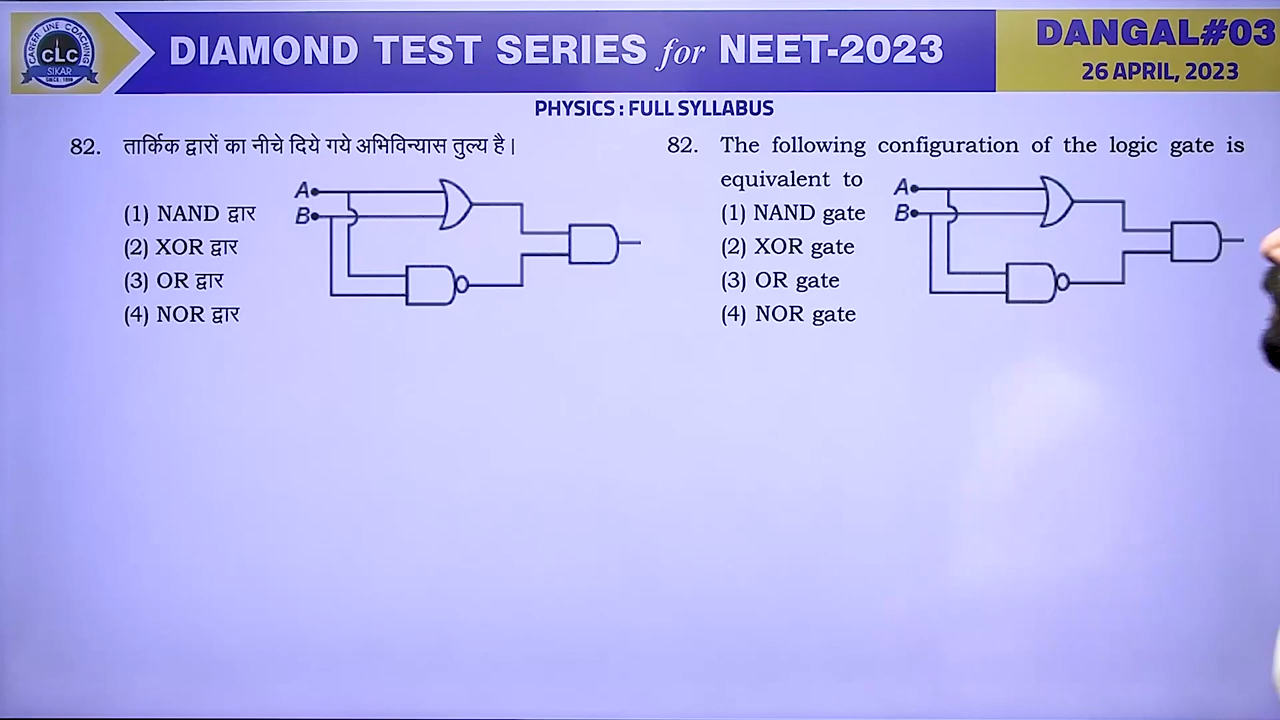 CAREER LINE COACHING
CLC
SIKAR
SINCE : 1996
DIAMOND TEST SERIES for NEET-2023
DANGAL#03
26 APRIL, 2023
PHYSICS : FULL SYLLABUS
82. तार्किक द्वारों का नीचे दिये गये अभिविन्यास तुल्य है।
A
B
(1) NAND द्वार
(2) XOR द्वार
(3) OR द्वार
(4) NOR द्वार
82. The following configuration of the logic gate is
equivalent to
A
B
(1) NAND gate
(2) XOR gate
(3) OR gate
(4) NOR gate